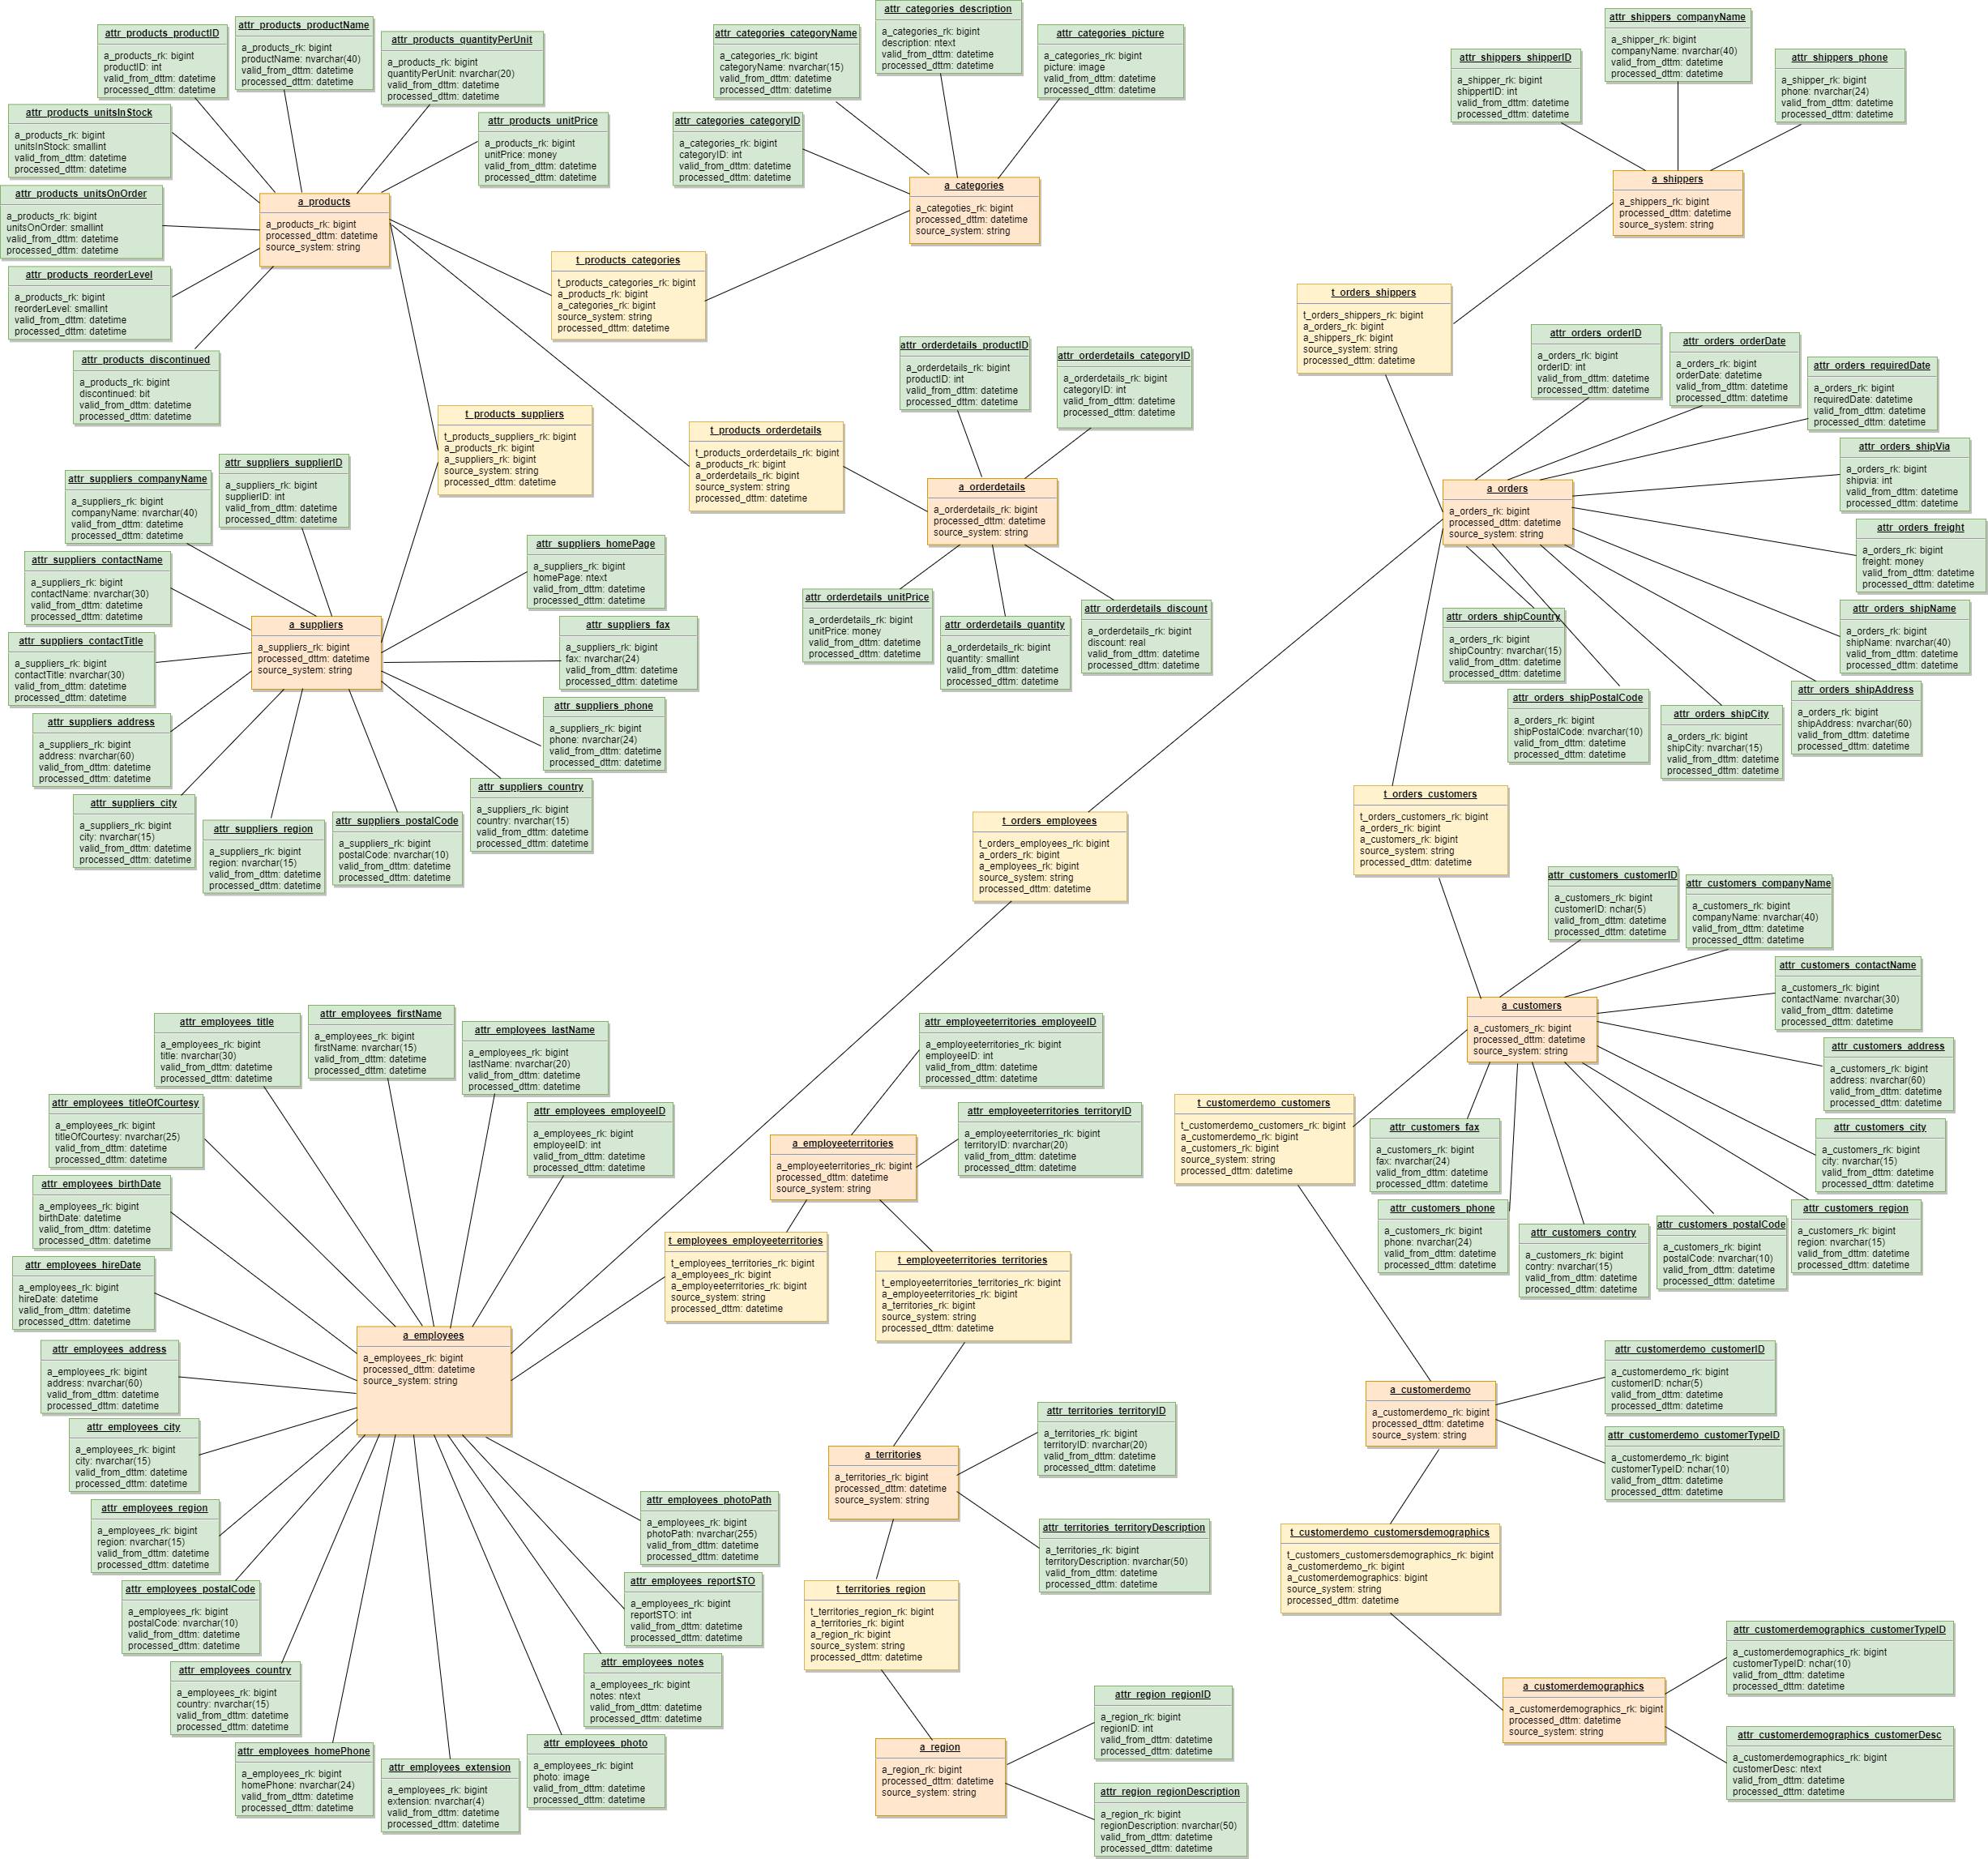 attr_products_productID
a_products_rk: bigint
productID: int
valid_from_dttm: datetime
processed_dttm: datetime
attr_products_productName
a_products_rk: bigint
productName: nvarchar(40)
valid_from_dttm: datetime
processed_dttm: datetime
attr_products_quantityPerUnit
a_products_rk: bigint
quantityPerUnit: nvarchar(20)
valid_from_dttm: datetime
processed_dttm: datetime
attr_products_unitsInStock
a_products_rk: bigint
unitsInStock: smallint
valid_from_dttm: datetime
processed_dttm: datetime
attr_products_unitPrice
a_products_rk: bigint
unitPrice: money
valid_from_dttm: datetime
processed_dttm: datetime
attr_products_unitsOnOrder
a_products_rk: bigint
unitsOnOrder: smallint
valid_from_dttm: datetime
processed_dttm: datetime
a_products
a_products_rk: bigint
processed_dttm: datetime
source_system: string
attr_products_reorderLevel
a_products_rk: bigint
reorderLevel: smallint
valid_from_dttm: datetime
processed_dttm: datetime
attr_products_discontinued
a_products_rk: bigint
discontinued: bit
valid_from_dttm: datetime
processed_dttm: datetime
attr_categories_categoryName
a_categories_rk: bigint
categoryName: nvarchar(15)
valid_from_dttm: datetime
processed_dttm: datetime
attr_categories_description
a_categories_rk: bigint
description: ntext
valid_from_dttm: datetime
processed_dttm: datetime
attr_categories_picture
a_categories_rk: bigint
picture: image
valid_from_dttm: datetime
processed_dttm: datetime
attr_categories_categoryID
a_categories_rk: bigint
categoryID: int
valid_from_dttm: datetime
processed_dttm: datetime
a_categories
a_categoties_rk: bigint
processed_dttm: datetime
source_system: string
t_products_categories
t_products_categories_rk: bigint
a_products_rk: bigint
a_categories_rk: bigint
source_system: string
processed_dttm: datetime
attr_shippers_shipperID
a_shipper_rk: bigint
shippertID: int
valid_from_dttm: datetime
processed_dttm: datetime
attr_shippers_companyName
a_shipper_rk: bigint
companyName: nvarchar(40)
valid_from_dttm: datetime
processed_dttm: datetime
attr_shippers_phone
a_shipper_rk: bigint
phone: nvarchar(24)
valid_from_dttm: datetime
processed_dttm: datetime
a_shippers
a_shippers_rk: bigint
processed_dttm: datetime
source_system: string
t_orders_shippers
t_orders_shippers_rk: bigint
a_orders_rk: bigint
a_shippers_rk: bigint
source_system: string
processed_dttm: datetime
attr_orders_orderID
a_orders_rk: bigint
orderID: int
valid_from_dttm: datetime
processed_dttm: datetime
attr_orders_orderDate
a_orders_rk: bigint
orderDate: datetime
valid_from_dttm: datetime
processed_dttm: datetime
attr_orders_requiredDate
a_orders_rk: bigint
requiredDate: datetime
valid_from_dttm: datetime
processed_dttm: datetime
attr_orders_shipVia
a_orders_rk: bigint
shipvia: int
valid_from_dttm: datetime
processed_dttm: datetime
a_orders
a_orders_rk: bigint
processed_dttm: datetime
source_system: string
attr_orders_freight
a_orders_rk: bigint
freight: money
valid_from_dttm: datetime
processed_dttm: datetime
attr_orders_shipName
a_orders_rk: bigint
shipName: nvarchar(40)
valid_from_dttm: datetime
processed_dttm: datetime
attr_orders_shipCountry
a_orders_rk: bigint
shipCountry: nvarchar(15)
valid_from_dttm: datetime
processed_dttm: datetime
attr_orders_shipPostalCode
a_orders_rk: bigint
shipPostalCode: nvarchar(10)
valid_from_dttm: datetime
processed_dttm: datetime
attr_orders_shipCity
a_orders_rk: bigint
shipCity: nvarchar(15)
valid_from_dttm: datetime
processed_dttm: datetime
attr_orders_shipAddress
a_orders_rk: bigint
shipAddress: nvarchar(60)
valid_from_dttm: datetime
processed_dttm: datetime
attr_orderdetails_productID
a_orderdetails_rk: bigint
productID: int
valid_from_dttm: datetime
processed_dttm: datetime
attr_orderdetails_categoryID
a_orderdetails_rk: bigint
categoryID: int
valid_from_dttm: datetime
processed_dttm: datetime
t_products_suppliers
t_products_suppliers_rk: bigint
a_products_rk: bigint
a_suppliers_rk: bigint
source_system: string
processed_dttm: datetime
t_products_orderdetails
t_products_orderdetails_rk: bigint
a_products_rk: bigint
a_orderdetails_rk: bigint
source_system: string
processed_dttm: datetime
a_orderdetails
a_orderdetails_rk: bigint
processed_dttm: datetime
source_system: string
attr_orderdetails_unitPrice
a_orderdetails_rk: bigint
unitPrice: money
valid_from_dttm: datetime
processed_dttm: datetime
attr_orderdetails_quantity
a_orderdetails_rk: bigint
quantity: smallint
valid_from_dttm: datetime
processed_dttm: datetime
attr_orderdetails_discount
a_orderdetails_rk: bigint
discount: real
valid_from_dttm: datetime
processed_dttm: datetime
attr_suppliers_companyName
a_suppliers_rk: bigint
companyName: nvarchar(40)
valid_from_dttm: datetime
processed_dttm: datetime
attr_suppliers_supplierID
a_suppliers_rk: bigint
supplierID: int
valid_from_dttm: datetime
processed_dttm: datetime
attr_suppliers_contactName
a_suppliers_rk: bigint
contactName: nvarchar(30)
valid_from_dttm: datetime
processed_dttm: datetime
attr_suppliers_homePage
a_suppliers_rk: bigint
homePage: ntext
valid_from_dttm: datetime
processed_dttm: datetime
a_suppliers
a_suppliers_rk: bigint
processed_dttm: datetime
source_system: string
attr_suppliers_contactTitle
a_suppliers_rk: bigint
contactTitle: nvarchar(30)
valid_from_dttm: datetime
processed_dttm: datetime
attr_suppliers_fax
a_suppliers_rk: bigint
fax: nvarchar(24)
valid_from_dttm: datetime
processed_dttm: datetime
attr_suppliers_address
a_suppliers_rk: bigint
address: nvarchar(60)
valid_from_dttm: datetime
processed_dttm: datetime
attr_suppliers_phone
a_suppliers_rk: bigint
phone: nvarchar(24)
valid_from_dttm: datetime
processed_dttm: datetime
attr_suppliers_city
a_suppliers_rk: bigint
city: nvarchar(15)
valid_from_dttm: datetime
processed_dttm: datetime
attr_suppliers_region
a_suppliers_rk: bigint
region: nvarchar(15)
valid_from_dttm: datetime
processed_dttm: datetime
attr_suppliers_postalCode
a_suppliers_rk: bigint
postalCode: nvarchar(10)
valid_from_dttm: datetime
processed_dttm: datetime
attr_suppliers_country
a_suppliers_rk: bigint
country: nvarchar(15)
valid_from_dttm: datetime
processed_dttm: datetime
t_orders_employees
t_orders_employees_rk: bigint
a_orders_rk: bigint
a_employees_rk: bigint
source_system: string
processed_dttm: datetime
t_orders_customers
t_orders_customers_rk: bigint
a_orders_rk: bigint
a_customers_rk: bigint
source_system: string
processed_dttm: datetime
attr_customers_customerID
a_customers_rk: bigint
customerID: nchar(5)
valid_from_dttm: datetime
processed_dttm: datetime
attr_customers_companyName
a_customers_rk: bigint
companyName: nvarchar(40)
valid_from_dttm: datetime
processed_dttm: datetime
attr_customers_contactName
a_customers_rk: bigint
contactName: nvarchar(30)
valid_from_dttm: datetime
processed_dttm: datetime
a_customers
a_customers_rk: bigint
processed_dttm: datetime
source_system: string
attr_customers_address
a_customers_rk: bigint
address: nvarchar(60)
valid_from_dttm: datetime
processed_dttm: datetime
attr_customers_city
a_customers_rk: bigint
city: nvarchar(15)
valid_from_dttm: datetime
processed_dttm: datetime
t_customerdemo_customers
t_customerdemo_customers_rk: bigint
a_customerdemo_rk: bigint
a_customers_rk: bigint
source_system: string
processed_dttm: datetime
attr_customers_fax
a_customers_rk: bigint
fax: nvarchar(24)
valid_from_dttm: datetime
processed_dttm: datetime
attr_customers_phone
a_customers_rk: bigint
phone: nvarchar(24)
valid_from_dttm: datetime
processed_dttm: datetime
attr_customers_contry
a_customers_rk: bigint
contry: nvarchar(15)
valid_from_dttm: datetime
processed_dttm: datetime
attr_customers_postalCode
a_customers_rk: bigint
postalCode: nvarchar(10)
valid_from_dttm: datetime
processed_dttm: datetime
attr_customers_region
a_customers_rk: bigint
region: nvarchar(15)
valid_from_dttm: datetime
processed_dttm: datetime
attr_employees_title
a_employees_rk: bigint
title: nvarchar(30)
valid_from_dttm: datetime
processed_dttm: datetime
attr_employees_firstName
a_employees_rk: bigint
firstName: nvarchar(15)
valid_from_dttm: datetime
processed_dttm: datetime
attr_employees_lastName
a_employees_rk: bigint
lastName: nvarchar(20)
valid_from_dttm: datetime
processed_dttm: datetime
attr_employees_titleOfCourtesy
a_employees_rk: bigint
titleOfCourtesy: nvarchar(25)
valid_from_dttm: datetime
processed_dttm: datetime
attr_employees_employeeID
a_employees_rk: bigint
employeeID: int
valid_from_dttm: datetime
processed_dttm: datetime
attr_employees_birthDate
a_employees_rk: bigint
birthDate: datetime
valid_from_dttm: datetime
processed_dttm: datetime
attr_employees_hireDate
a_employees_rk: bigint
hireDate: datetime
valid_from_dttm: datetime
processed_dttm: datetime
a_employees
a_employees_rk: bigint
processed_dttm: datetime
source_system: string
attr_employees_address
a_employees_rk: bigint
address: nvarchar(60)
valid_from_dttm: datetime
processed_dttm: datetime
attr_employees_city
a_employees_rk: bigint
city: nvarchar(15)
valid_from_dttm: datetime
processed_dttm: datetime
attr_employees_region
a_employees_rk: bigint
region: nvarchar(15)
valid_from_dttm: datetime
processed_dttm: datetime
attr_employees_postalCode
a_employees_rk: bigint
postalCode: nvarchar(10)
valid_from_dttm: datetime
processed_dttm: datetime
attr_employees_country
a_employees_rk: bigint
country: nvarchar(15)
valid_from_dttm: datetime
processed_dttm: datetime
attr_employees_homePhone
a_employees_rk: bigint
homePhone: nvarchar(24)
valid_from_dttm: datetime
processed_dttm: datetime
attr_employees_extension
a_employees_rk: bigint
extension: nvarchar(4)
valid_from_dttm: datetime
processed_dttm: datetime
attr_employees_photo
a_employees_rk: bigint
photo: image
valid_from_dttm: datetime
processed_dttm: datetime
attr_employees_notes
a_employees_rk: bigint
notes: ntext
valid_from_dttm: datetime
processed_dttm: datetime
attr_employees_reportSTO
a_employees_rk: bigint
reportSTO: int
valid_from_dttm: datetime
processed_dttm: datetime
attr_employees_photoPath
a_employees_rk: bigint
photoPath: nvarchar(255)
valid_from_dttm: datetime
processed_dttm: datetime
attr_employeeterritories_employeeID
a_employeeterritories_rk: bigint
employeeID: int
valid_from_dttm: datetime
processed_dttm: datetime
attr_employeeterritories_territoryID
a_employeeterritories_rk: bigint
territoryID: nvarchar(20)
valid_from_dttm: datetime
processed_dttm: datetime
a_employeeterritories
a_employeeterritories_rk: bigint
processed_dttm: datetime
source_system: string
t_employees_employeeterritories
t_employees_territories_rk: bigint
a_employees_rk: bigint
a_employeeterritories_rk: bigint
source_system: string
processed_dttm: datetime
t_employeeterritories_territories
t_employeeterritories_territories_rk: bigint
a_employeeterritories_rk: bigint
a_territories_rk: bigint
source_system: string
processed_dttm: datetime
attr_territories_territoryID
a_territories_rk: bigint
territoryID: nvarchar(20)
valid_from_dttm: datetime
processed_dttm: datetime
a_territories
a_territories_rk: bigint
processed_dttm: datetime
source_system: string
attr_territories_territoryDescription
a_territories_rk: bigint
territoryDescription: nvarchar(50)
valid_from_dttm: datetime
processed_dttm: datetime
t_territories_region
t_territories_region_rk: bigint
a_territories_rk: bigint
a_region_rk: bigint
source_system: string
processed_dttm: datetime
attr_region_regionID
a_region_rk: bigint
regionID: int
valid_from_dttm: datetime
processed_dttm: datetime
a_region
a_region_rk: bigint
processed_dttm: datetime
source_system: string
attr_region_regionDescription
a_region_rk: bigint
regionDescription: nvarchar(50)
valid_from_dttm: datetime
processed_dttm: datetime
attr_customerdemo_customerID
a_customerdemo_rk: bigint
customerID: nchar(5)
valid_from_dttm: datetime
processed_dttm: datetime
a_customerdemo
a_customerdemo_rk: bigint
processed_dttm: datetime
source_system: string
attr_customerdemo_customerTypeID
a_customerdemo_rk: bigint
customerTypeID: nchar(10)
valid_from_dttm: datetime
processed_dttm: datetime
t_customerdemo_customersdemographics
t_customers_customersdemographics_rk: bigint
a_customerdemo_rk: bigint
a_customerdemographics: bigint
source_system: string
processed_dttm: datetime
attr_customerdemographics_customerTypeID
a_customerdemographics_rk: bigint
customerTypeID: nchar(10)
valid_from_dttm: datetime
processed_dttm: datetime
a_customerdemographics
a_customerdemographics_rk: bigint
processed_dttm: datetime
source_system: string
attr_customerdemographics_customerDesc
a_customerdemographics_rk: bigint
customerDesc: ntext
valid_from_dttm: datetime
processed_dttm: datetime